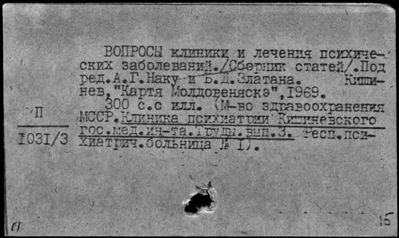 ВОПРОСЫ клиники и лечения психиче-
ских заболеваний./Сборник статей/.Под
ред.А.Г.Наку и Б.Д.Златана. Киши-
нев,"Картя Молдовеняскэ",1969.
300 с.с илл. (М-во здравоохранения
МССР.Клиника психиатрии Кишиневского
гос.мед.ин-та.Труды.вып.3. Респ.пси-
хиатрич.больница № I).
П
1031/3
15